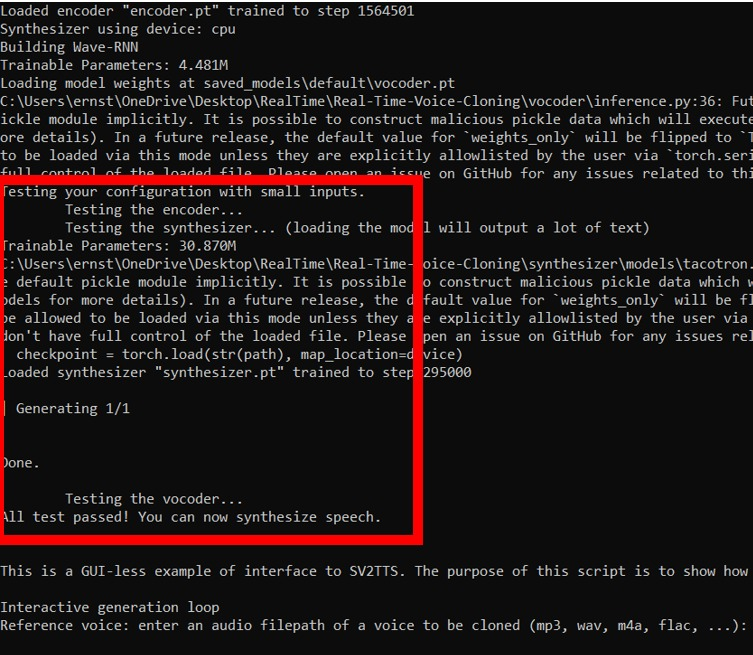 Loaded encoder "encoder.pt" trained to step 1564501
Synthesizer using device: cpu
Building Wave-RNN
Trainable Parameters: 4.481M
Loading model weights at saved_models\default\vocoder.pt
C:\Users\ernst\OneDrive\Desktop\RealTime\Real-Time-Voice-Cloning\vocoder\inference.py:36: Fut
ickle module implicitly. It is possible to construct malicious pickle data which will execute
ore details). In a future release, the default value for `weights_only` will be flipped to `T
to be loaded via this mode unless they are explicitly allowlisted by the user via `torch.seri
full control of the loaded file. Please open an issue on GitHub for any issues related to thi
Testing your configuration with small inputs.
Testing the encoder...
Testing the synthesizer... (loading the model will output a lot of text)
Trainable Parameters: 30.870M
C:\Users\ernst\OneDrive\Desktop\RealTime\Real-Time-Voice-Cloning\synthesizer\models\tacotron.
e default pickle module implicitly. It is possible to construct malicious pickle data which w
odels for more details). In a future release, the default value for `weights_only` will be fl
be allowed to be loaded via this mode unless they are explicitly allowlisted by the user via
don't have full control of the loaded file. Please open an issue on GitHub for any issues rel
checkpoint = torch.load(str(path), map_location=device)
Loaded synthesizer "synthesizer.pt" trained to step 295000
| Generating 1/1
Done.
Testing the vocoder...
All test passed! You can now synthesize speech.
This is a GUI-less example of interface to SV2TTS. The purpose of this script is to show how
Interactive generation loop
Reference voice: enter an audio filepath of a voice to be cloned (mp3, wav, m4a, flac, ...):